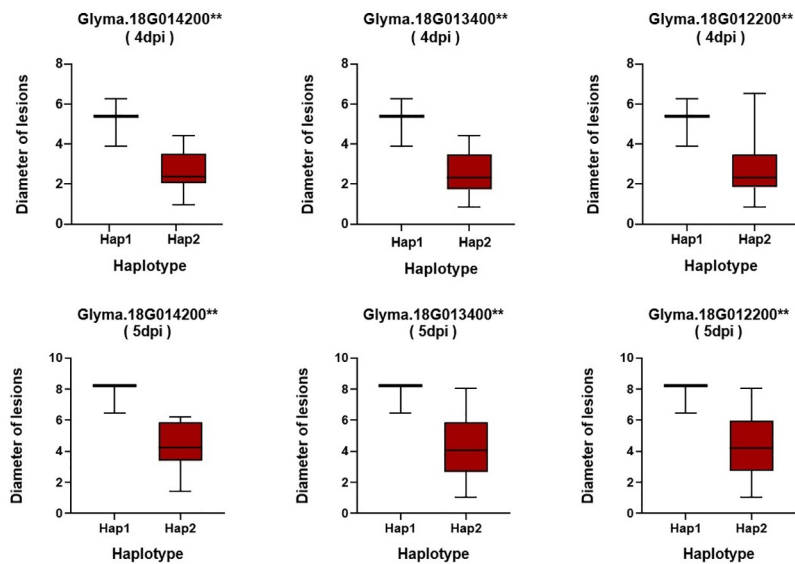 Glyma.18G014200**
( 4dpi )
Diameter of lesions
8
6
4
2
0
Hap1 Hap2
Haplotype
Glyma.18G013400**
( 4dpi )
Diameter of lesions
8
6
4
2
0
Hap1 Hap2
Haplotype
Glyma.18G012200**
( 4dpi )
Diameter of lesions
8
6
4
2
0
Hap1 Hap2
Haplotype
Glyma.18G014200**
( 5dpi )
Diameter of lesions
10
8
6
4
2
0
Hap1 Hap2
Haplotype
Glyma.18G013400**
( 5dpi )
Diameter of lesions
10
8
6
4
2
0
Hap1 Hap2
Haplotype
Glyma.18G012200**
( 5dpi )
Diameter of lesions
10
8
6
4
2
0
Hap1 Hap2
Haplotype